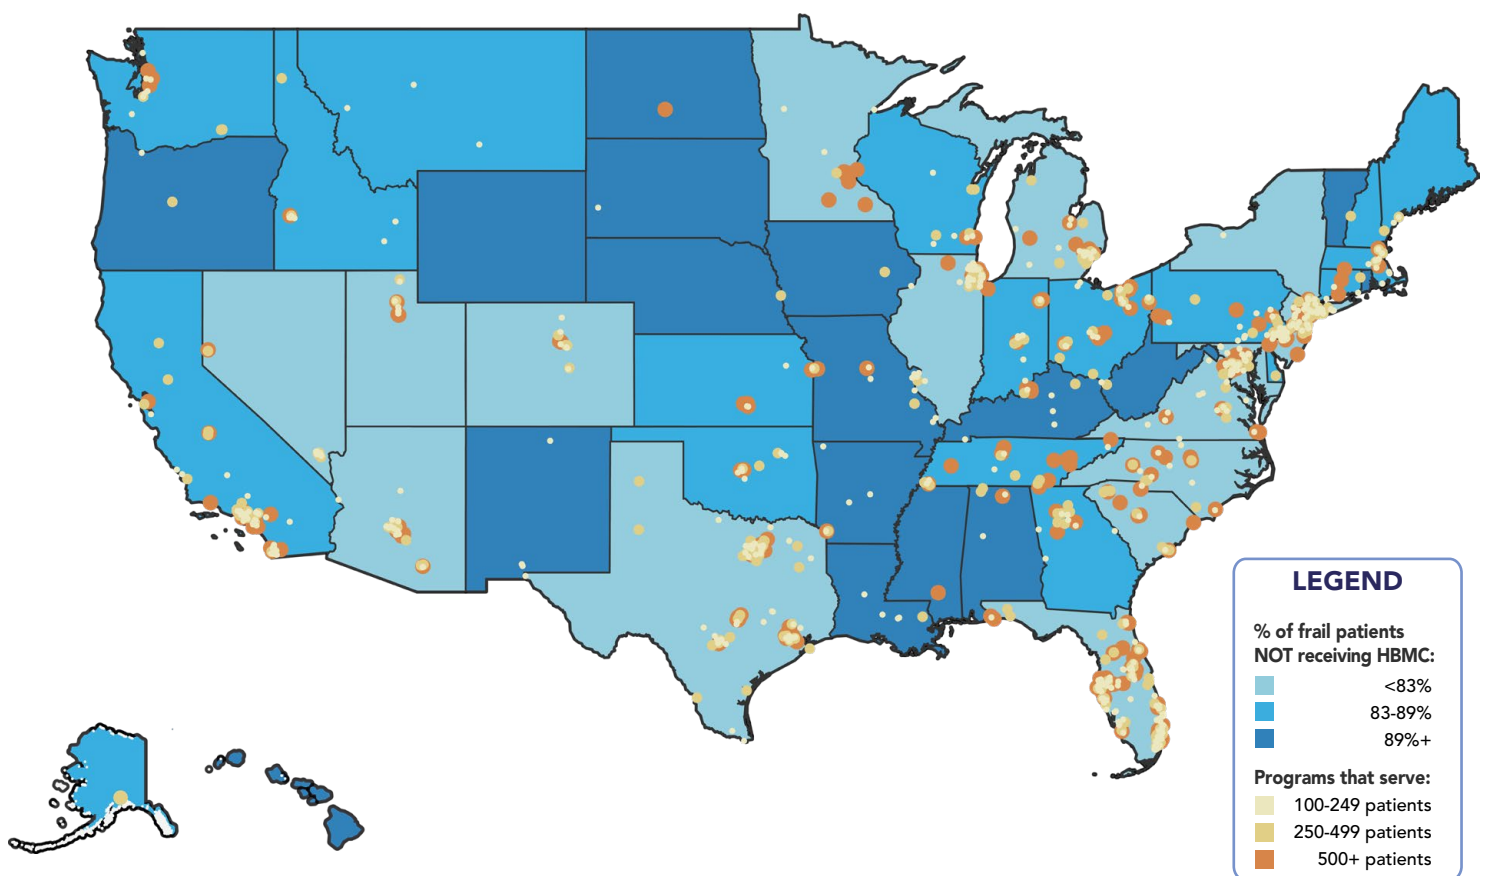 LEGEND
% of frail patients
NOT receiving HBMC:
<83%
83-89%
89%+
Programs that serve:
100-249 patients
250-499 patients
500+ patients